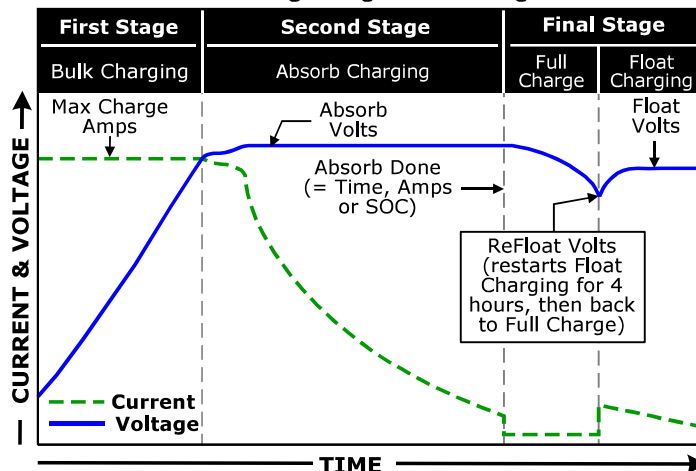 First Stage
Second Stage
Final Stage
Bulk Charging
Absorb Charging
Full
Charge
Float
Charging
Max Charge
Amps
Absorb
Volts
Float
Volts
Absorb Done
(= Time, Amps
or SOC)
ReFloat Volts
(restarts Float
Charging for 4
hours, then back
to Full Charge)
CURRENT & VOLTAGE
Current
Voltage
TIME